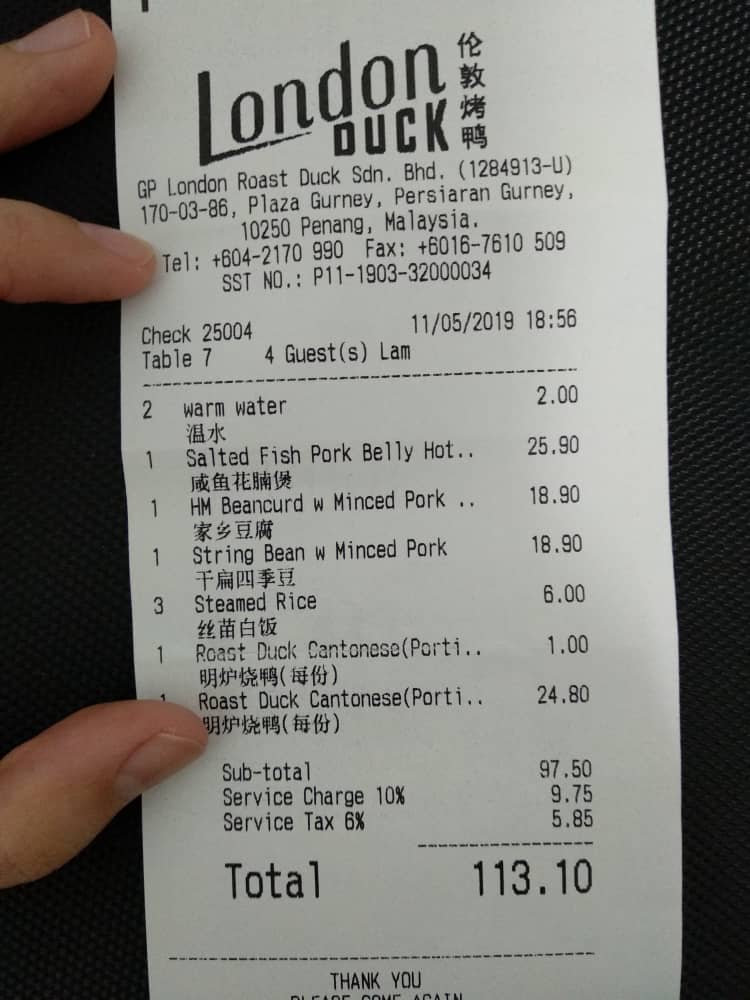 London
DUCK
伦敦烤鸭
GP London Roast Duck Sdn. Bhd. (1284913-U)
170-03-86, Plaza Gurney, Persiaran Gurney,
10250 Penang, Malaysia.
Tel: +604-2170 990 Fax: +6016-7610 509
SST NO.: P11-1903-32000034
Check 25004 11/05/2019 18:56
Table 7 4 Guest(s) Lam
2 warm water 2.00
温水
1 Salted Fish Pork Belly Hot.. 25.90
咸鱼花腩煲
1 HM Beancurd w Minced Pork .. 18.90
家乡豆腐
1 String Bean w Minced Pork 18.90
干扁四季豆
3 Steamed Rice 6.00
丝苗白饭
1 Roast Duck Cantonese(Porti.. 1.00
明炉烧鸭(每份)
1 Roast Duck Cantonese(Porti.. 24.80
明炉烧鸭(每份)
Sub-total 97.50
Service Charge 10% 9.75
Service Tax 6% 5.85
Total 113.10
THANK YOU
PLEASE COME AGAIN